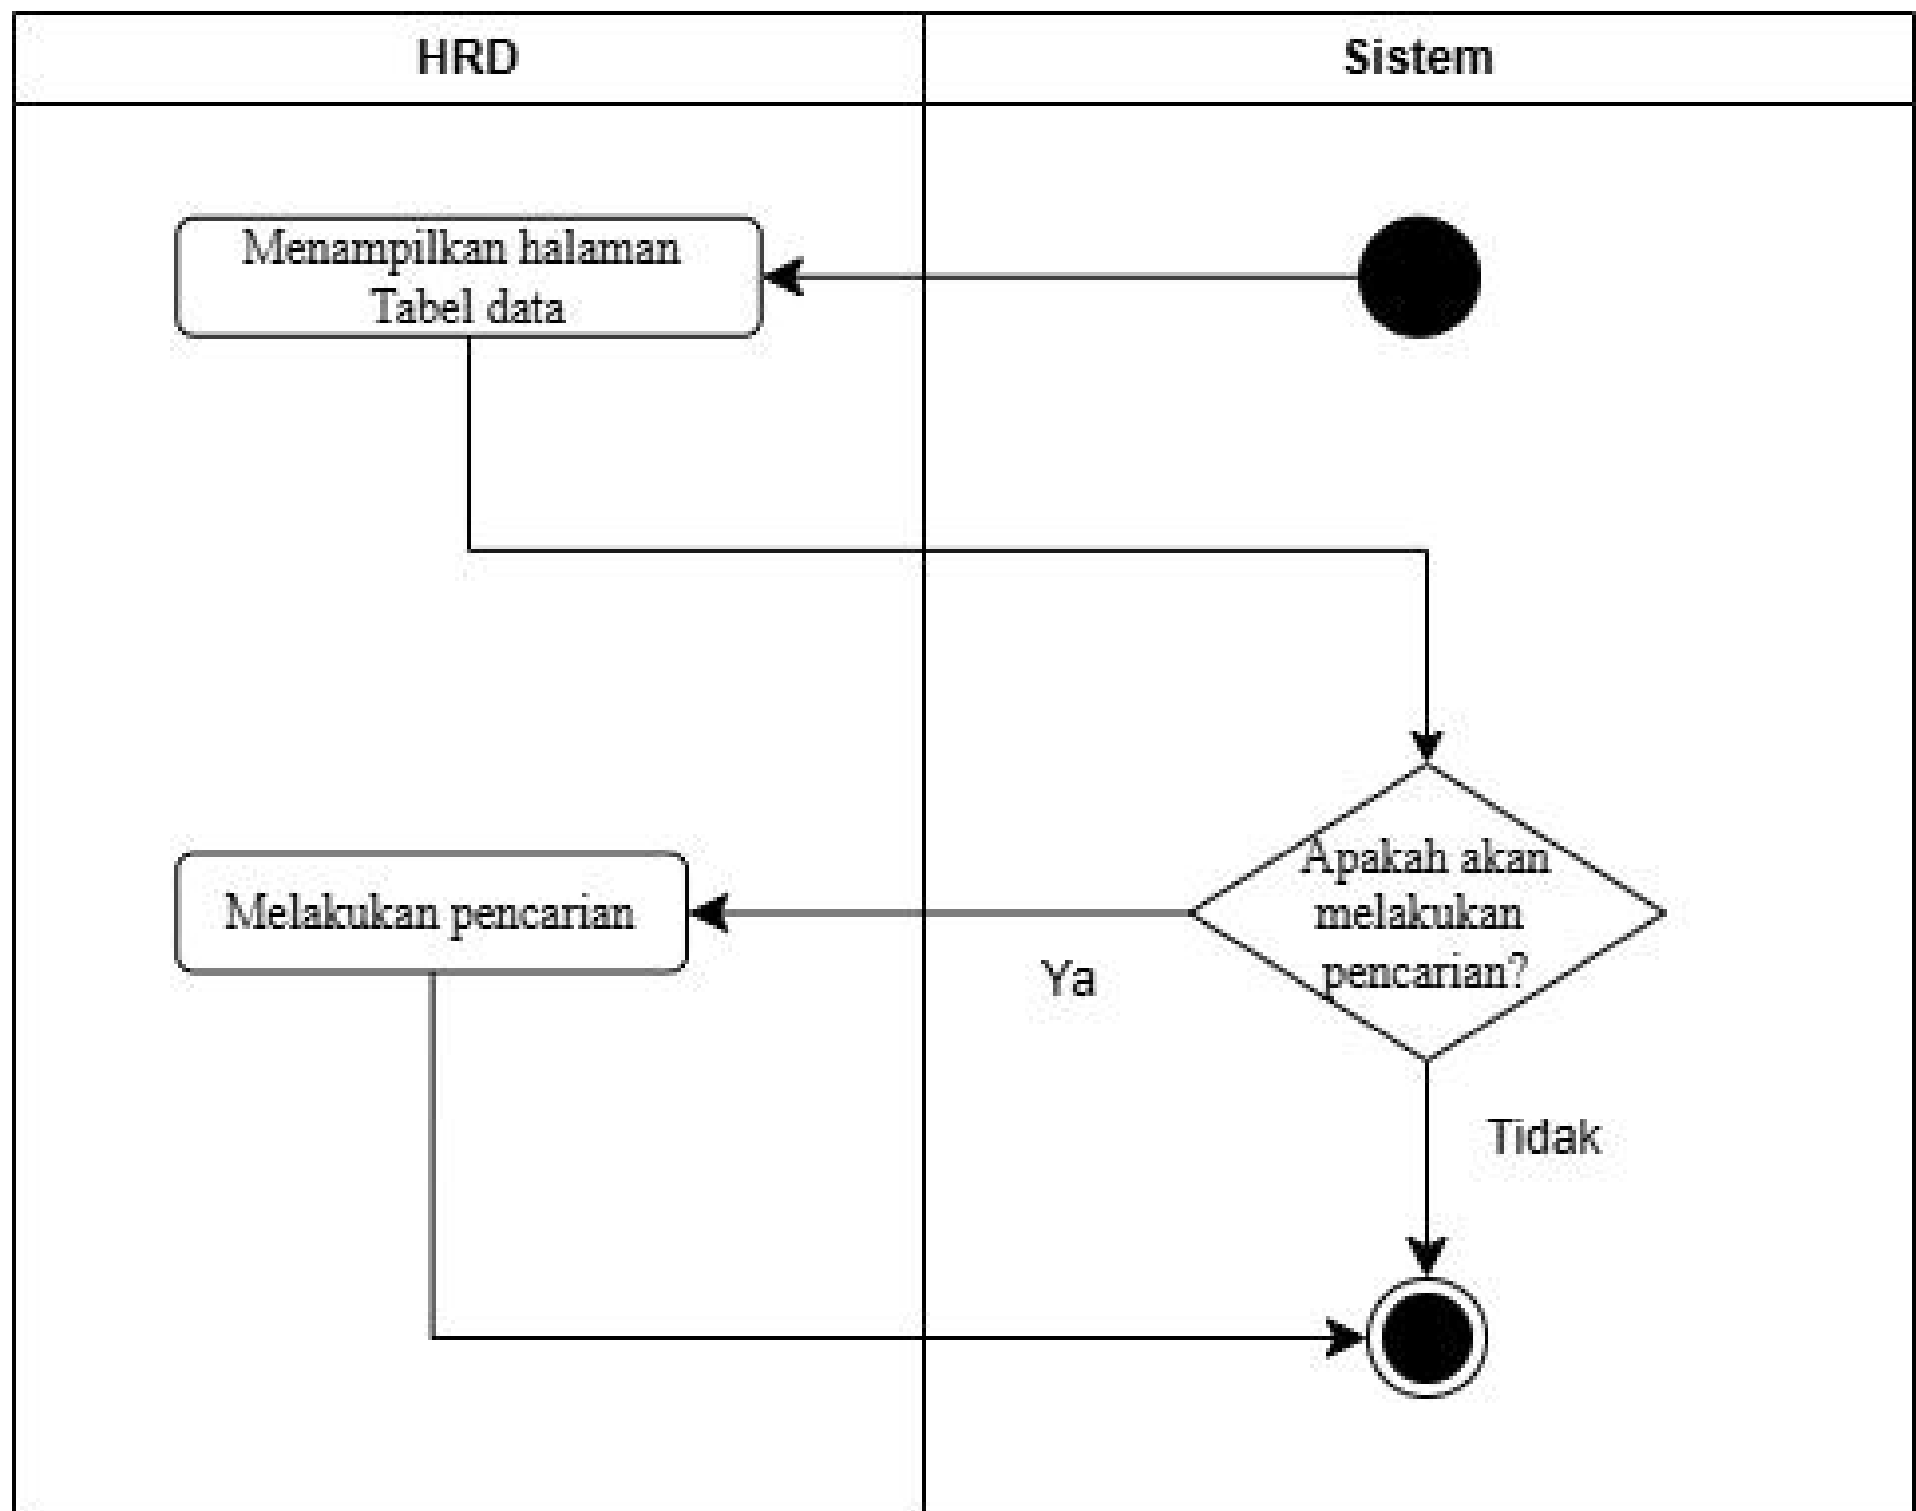 HRD
Sistem
Menampilkan halaman
Tabel data
Apakah akan
melakukan
pencarian?
Melakukan pencarian
Ya
Tidak